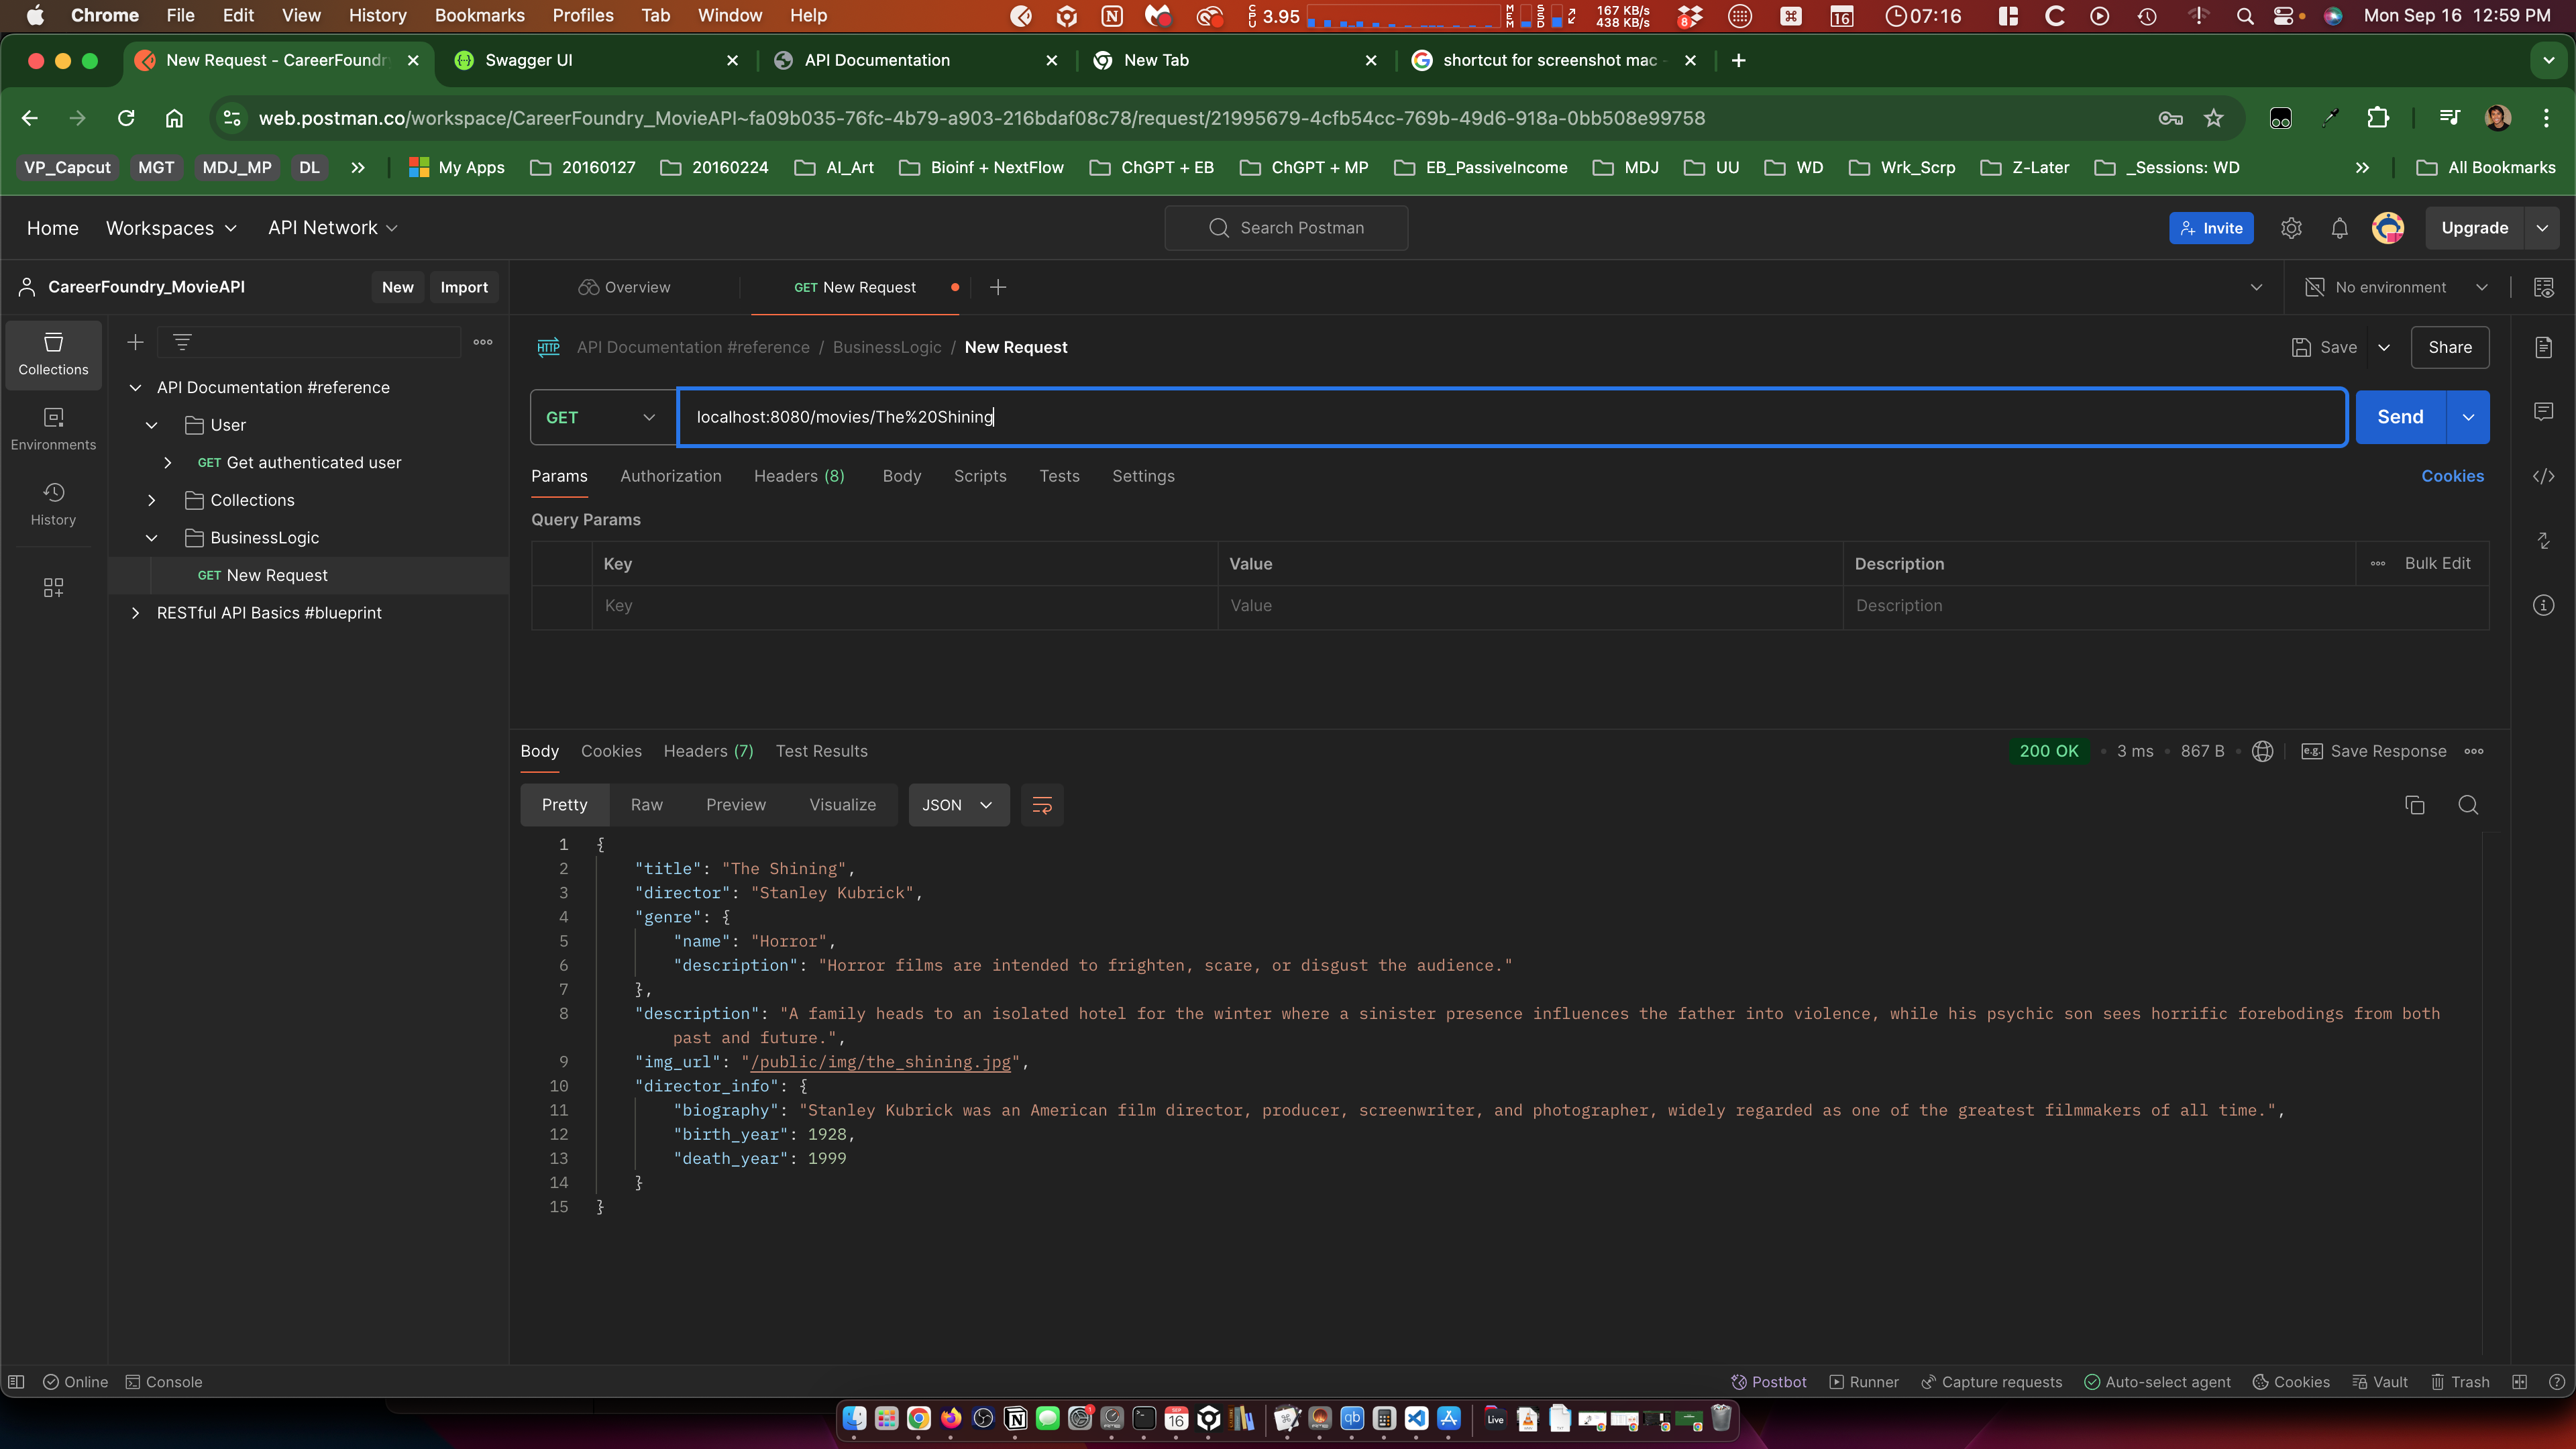 Chrome File Edit View History Bookmarks Profiles Tab Window Help CPU 3.95 MEM SSD 167 KB/s 438 KB/s 8 16 07:16 Mon Sep 16 12:59 PM
New Request - CareerFoundr Swagger UI API Documentation New Tab shortcut for screenshot mac
web.postman.co/workspace/CareerFoundry_MovieAPI~fa09b035-76fc-4b79-a903-216bdaf08c78/request/21995679-4cfb54cc-769b-49d6-918a-0bb508e99758
VP_Capcut MGT MDJ_MP DL My Apps 20160127 20160224 AI_Art Bioinf + NextFlow ChGPT + EB ChGPT + MP EB_PassiveIncome MDJ UU WD Wrk_Scrp Z-Later _Sessions: WD All Bookmarks
Home Workspaces API Network Search Postman Invite Upgrade
CareerFoundry_MovieAPI New Import Overview GET New Request No environment
Collections
Environments
History
API Documentation #reference
User
GET Get authenticated user
Collections
BusinessLogic
GET New Request
RESTful API Basics #blueprint
HTTP API Documentation #reference / BusinessLogic / New Request Save Share
GET localhost:8080/movies/The%20Shining Send
Params Authorization Headers (8) Body Scripts Tests Settings Cookies
Query Params
Key Value Description Bulk Edit
Key Value Description
Body Cookies Headers (7) Test Results 200 OK 3 ms 867 B e.g. Save Response
Pretty Raw Preview Visualize JSON
1 {
2 "title": "The Shining",
3 "director": "Stanley Kubrick",
4 "genre": {
5 "name": "Horror",
6 "description": "Horror films are intended to frighten, scare, or disgust the audience."
7 },
8 "description": "A family heads to an isolated hotel for the winter where a sinister presence influences the father into violence, while his psychic son sees horrific forebodings from both
past and future.",
9 "img_url": "/public/img/the_shining.jpg",
10 "director_info": {
11 "biography": "Stanley Kubrick was an American film director, producer, screenwriter, and photographer, widely regarded as one of the greatest filmmakers of all time.",
12 "birth_year": 1928,
13 "death_year": 1999
14 }
15 }
Online Console Postbot Runner Capture requests Auto-select agent Cookies Vault Trash
SEP 16 qb Live